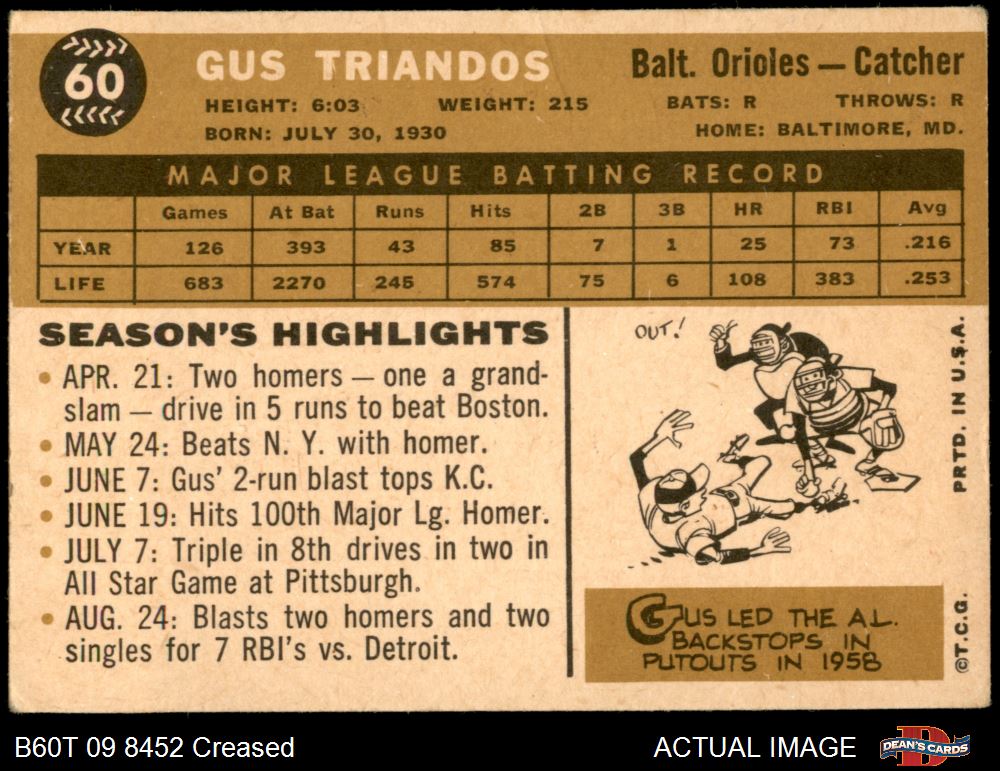 60
GUS TRIANDOS
Balt. Orioles — Catcher
HEIGHT: 6:03 WEIGHT: 215 BATS: R THROWS: R
BORN: JULY 30, 1930 HOME: BALTIMORE, MD.
MAJOR LEAGUE BATTING RECORD
Games At Bat Runs Hits 2B 3B HR RBI Avg
YEAR 126 393 43 85 7 1 25 73 .216
LIFE 683 2270 245 574 75 6 108 383 .253
SEASON'S HIGHLIGHTS
• APR. 21: Two homers — one a grand-
slam — drive in 5 runs to beat Boston.
• MAY 24: Beats N. Y. with homer.
• JUNE 7: Gus' 2-run blast tops K.C.
• JUNE 19: Hits 100th Major Lg. Homer.
• JULY 7: Triple in 8th drives in two in
All Star Game at Pittsburgh.
• AUG. 24: Blasts two homers and two
singles for 7 RBI's vs. Detroit.
OUT!
GUS LED THE A.L.
BACKSTOPS IN
PUTOUTS IN 1958
PRTD. IN U.S.A.
©T.C.G.
B60T 09 8452 Creased
ACTUAL IMAGE
D
DEAN'S CARDS